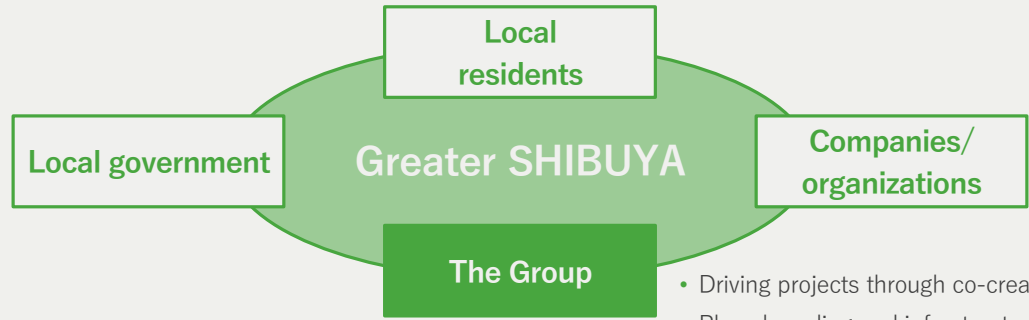 Local
residents
Local government
Greater SHIBUYA
Companies/
organizations
The Group
• Driving projects through